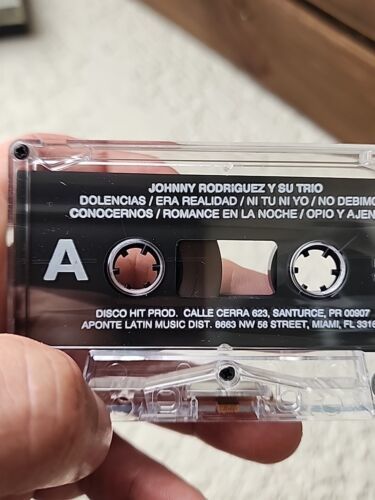 JOHNNY RODRIGUEZ Y SU TRIO
DOLENCIAS / ERA REALIDAD / NI TU NI YO / NO DEBIMO
CONOCERNOS / ROMANCE EN LA NOCHE / OPIO Y AJEN
A
DISCO HIT PROD. CALLE CERRA 623, SANTURCE, PR 00907
APONTE LATIN MUSIC DIST. 8663 NW 56 STREET, MIAMI, FL 3316